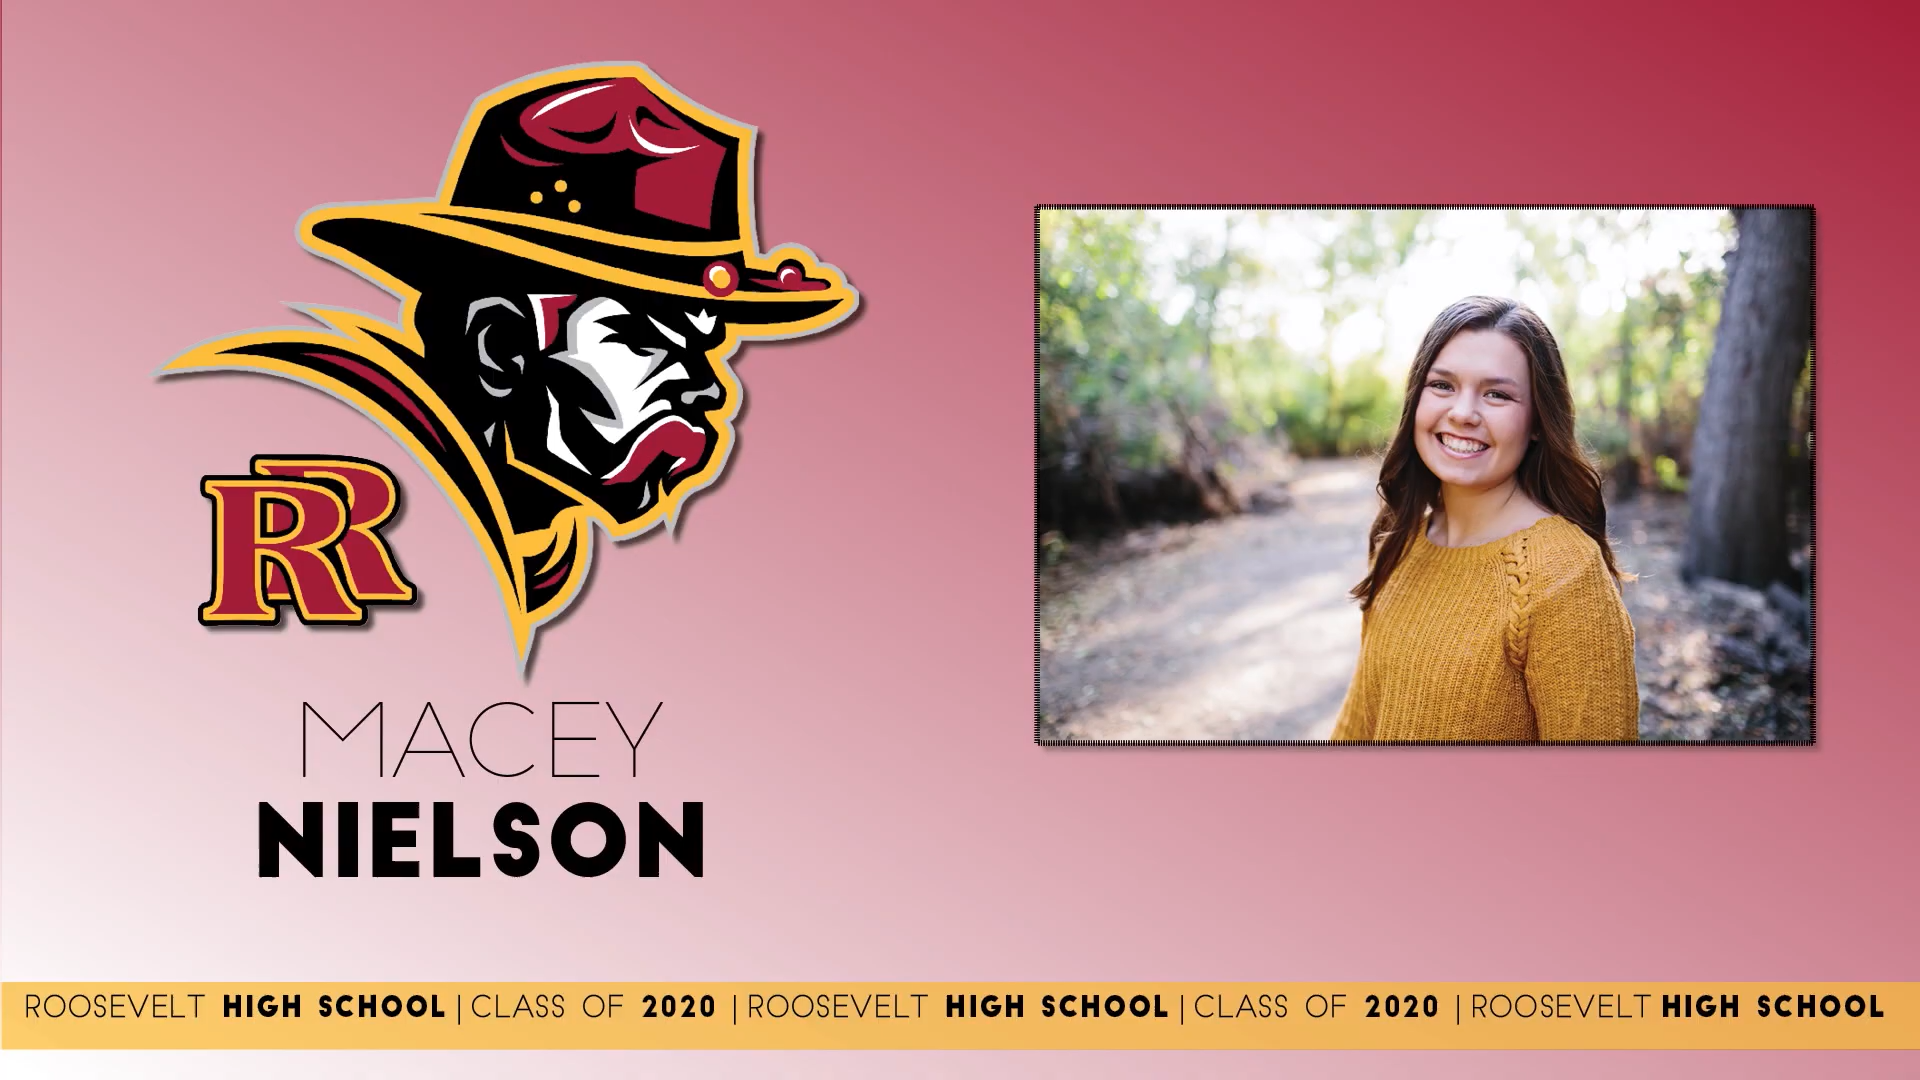 RR
MACEY
NIELSON
ROOSEVELT HIGH SCHOOL | CLASS OF 2020 | ROOSEVELT HIGH SCHOOL | CLASS OF 2020 | ROOSEVELT HIGH SCHOOL